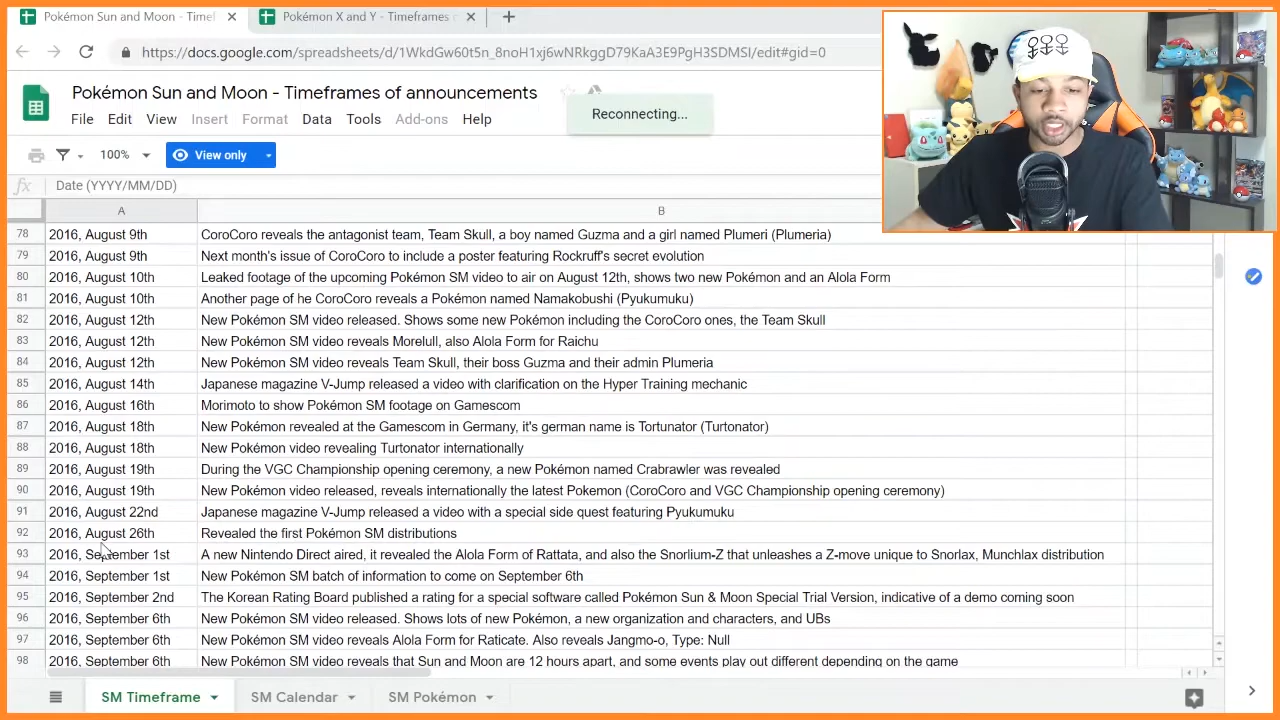 Pokémon Sun and Moon - Timef
Pokémon X and Y - Timeframes
https://docs.google.com/spreadsheets/d/1WkdGw60t5n_8noH1xjswNRkggD79KaA3E9PgH3SDMSI/edit#gid=0
Pokémon Sun and Moon - Timeframes of announcements
File Edit View Insert Format Data Tools Add-ons Help
Reconnecting...
100% View only
fx Date (YYYY/MM/DD)
A B
78 2016, August 9th CoroCoro reveals the antagonist team, Team Skull, a boy named Guzma and a girl named Plumeri (Plumeria)
79 2016, August 9th Next month's issue of CoroCoro to include a poster featuring Rockruff's secret evolution
80 2016, August 10th Leaked footage of the upcoming Pokémon SM video to air on August 12th, shows two new Pokémon and an Alola Form
81 2016, August 10th Another page of he CoroCoro reveals a Pokémon named Namakobushi (Pyukumuku)
82 2016, August 12th New Pokémon SM video released. Shows some new Pokémon including the CoroCoro ones, the Team Skull
83 2016, August 12th New Pokémon SM video reveals Morelull, also Alola Form for Raichu
84 2016, August 12th New Pokémon SM video reveals Team Skull, their boss Guzma and their admin Plumeria
85 2016, August 14th Japanese magazine V-Jump released a video with clarification on the Hyper Training mechanic
86 2016, August 16th Morimoto to show Pokémon SM footage on Gamescom
87 2016, August 18th New Pokémon revealed at the Gamescom in Germany, it's german name is Tortunator (Turtonator)
88 2016, August 18th New Pokémon video revealing Turtonator internationally
89 2016, August 19th During the VGC Championship opening ceremony, a new Pokémon named Crabrawler was revealed
90 2016, August 19th New Pokémon video released, reveals internationally the latest Pokemon (CoroCoro and VGC Championship opening ceremony)
91 2016, August 22nd Japanese magazine V-Jump released a video with a special side quest featuring Pyukumuku
92 2016, August 26th Revealed the first Pokémon SM distributions
93 2016, September 1st A new Nintendo Direct aired, it revealed the Alola Form of Rattata, and also the Snorlium-Z that unleashes a Z-move unique to Snorlax, Munchlax distribution
94 2016, September 1st New Pokémon SM batch of information to come on September 6th
95 2016, September 2nd The Korean Rating Board published a rating for a special software called Pokémon Sun & Moon Special Trial Version, indicative of a demo coming soon
96 2016, September 6th New Pokémon SM video released. Shows lots of new Pokémon, a new organization and characters, and UBs
97 2016, September 6th New Pokémon SM video reveals Alola Form for Raticate. Also reveals Jangmo-o, Type: Null
98 2016, September 6th New Pokémon SM video reveals that Sun and Moon a 12 hours apart, and some events play out different depending on the game
SM Timeframe SM Calendar SM Pokémon